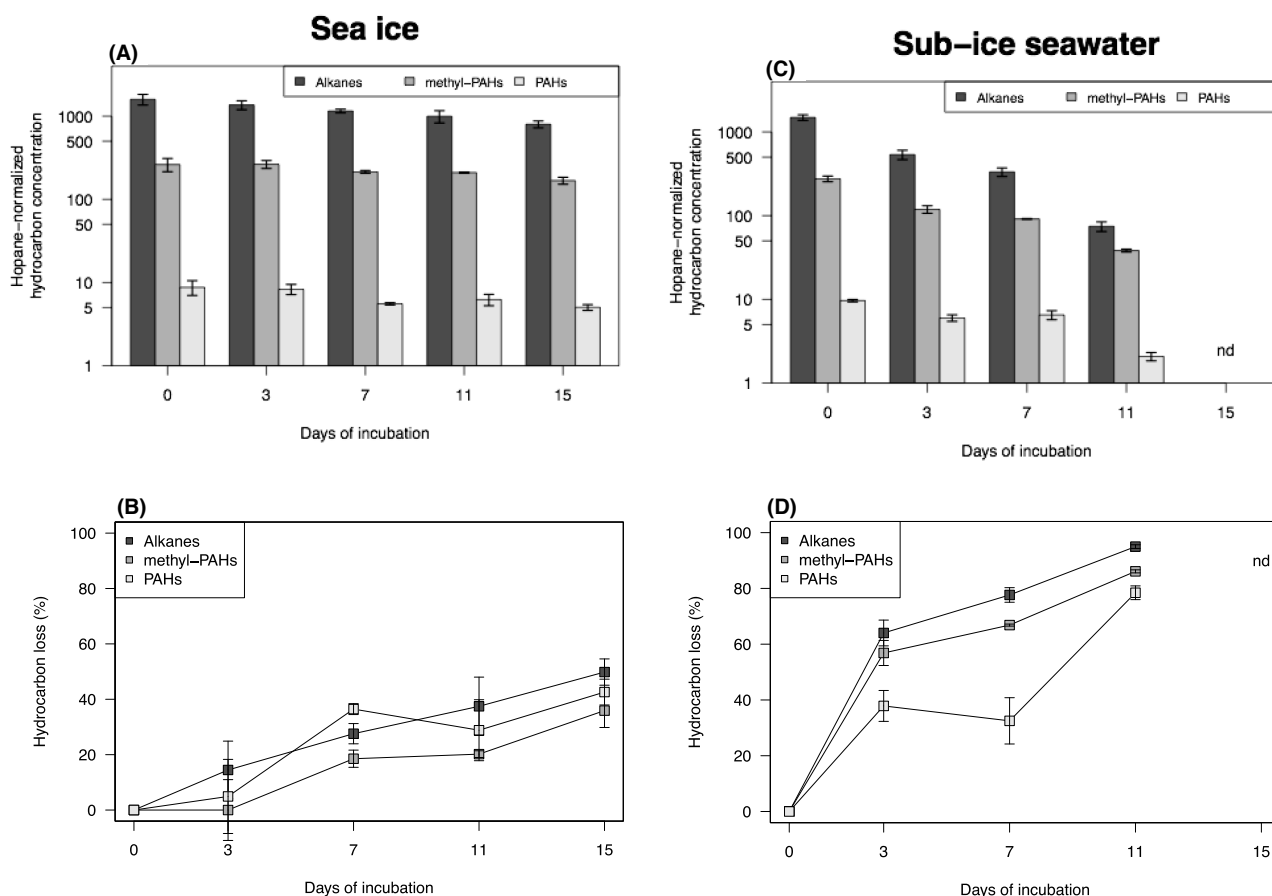 Sea ice
(A)
Alkanes methyl−PAHs PAHs
Hopane−normalized
hydrocarbon concentration
1000
500
100
50
10
5
1
0 3 7 11 15
Days of incubation
Sub−ice seawater
(C)
Alkanes methyl−PAHs PAHs
Hopane−normalized
hydrocarbon concentration
1000
500
100
50
10
5
1
nd
0 3 7 11 15
Days of incubation
(B)
Alkanes
methyl−PAHs
PAHs
Hydrocarbon loss (%)
100
80
60
40
20
0
0 3 7 11 15
Days of incubation
(D)
Alkanes
methyl−PAHs
PAHs
nd
Hydrocarbon loss (%)
100
80
60
40
20
0
0 3 7 11 15
Days of incubation